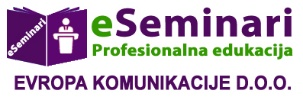 eSeminari
eSeminari
Profesionalna edukacija
EVROPA KOMUNIKACIJE D.O.O.